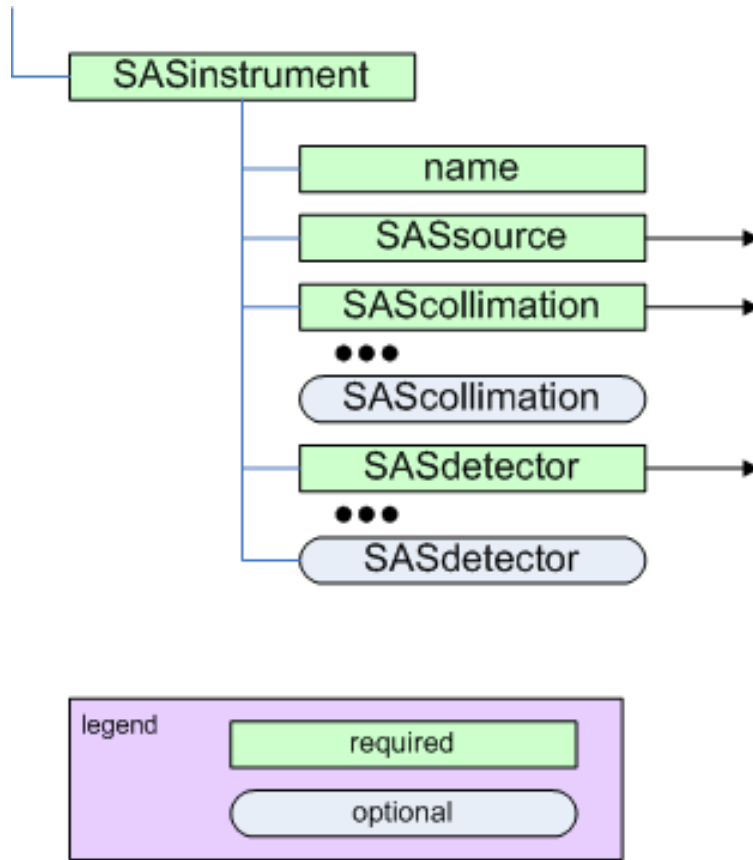 SASinstrument
name
SASsource
SAScollimation
SAScollimation
SASdetector
SASdetector
legend
required
optional